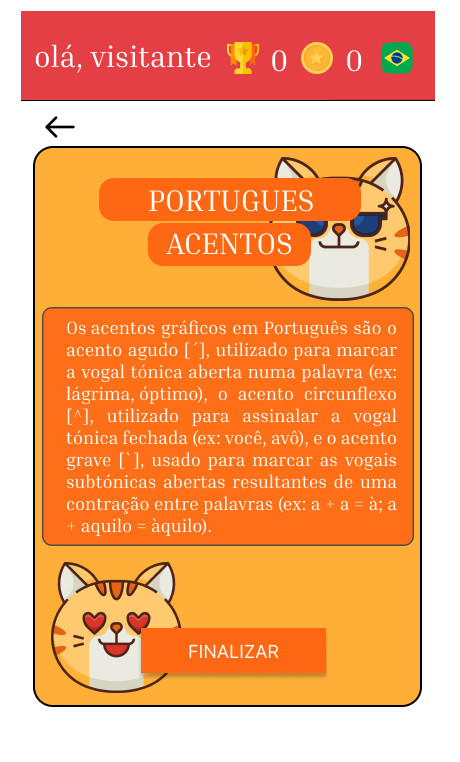 olá, visitante 0 0
PORTUGUES
ACENTOS
Os acentos gráficos em Português são o
acento agudo [´], utilizado para marcar
a vogal tónica aberta numa palavra (ex:
lágrima, óptimo), o acento circunflexo
[^], utilizado para assinalar a vogal
tónica fechada (ex: você, avô), e o acento
grave [`], usado para marcar as vogais
subtónicas abertas resultantes de uma
contração entre palavras (ex: a + a = à; a
+ aquilo = àquilo).
FINALIZAR